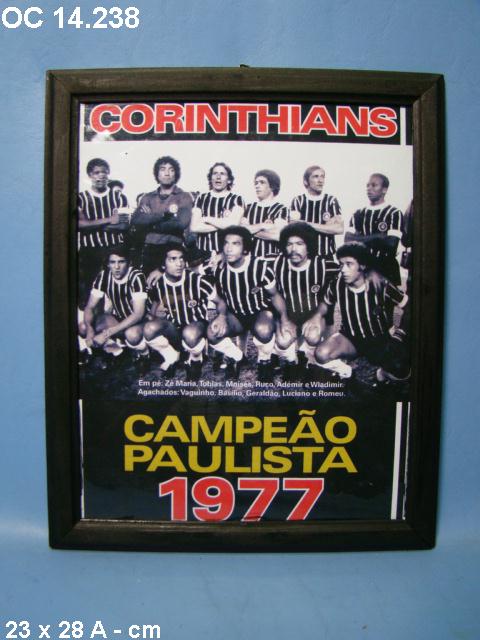 OC 14.238
CORINTHIANS
Em pé: Zé Maria, Tobias, Moisés, Ruço, Ademir e Wladimir.
Agachados: Vaguinho, Basílio, Geraldão, Luciano e Romeu.
CAMPEÃO
PAULISTA
1977
23 x 28 A - cm